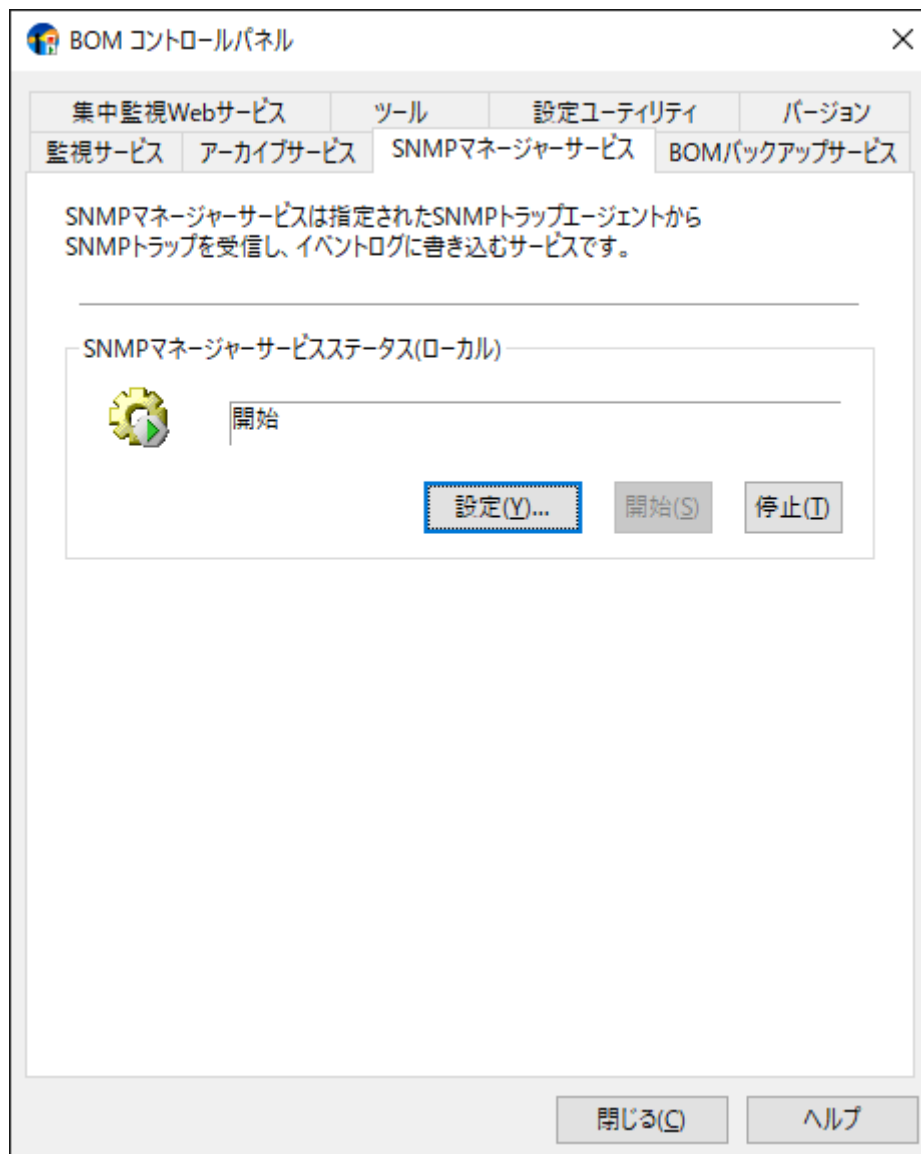 BOM コントロールパネル
集中監視Webサービス ツール 設定ユーティリティ バージョン
監視サービス アーカイブサービス SNMPマネージャーサービス BOMバックアップサービス
SNMPマネージャーサービスは指定されたSNMPトラップエージェントから
SNMPトラップを受信し、イベントログに書き込むサービスです。
SNMPマネージャーサービスステータス(ローカル)
開始
設定(Y)... 開始(S) 停止(T)
閉じる(C) ヘルプ